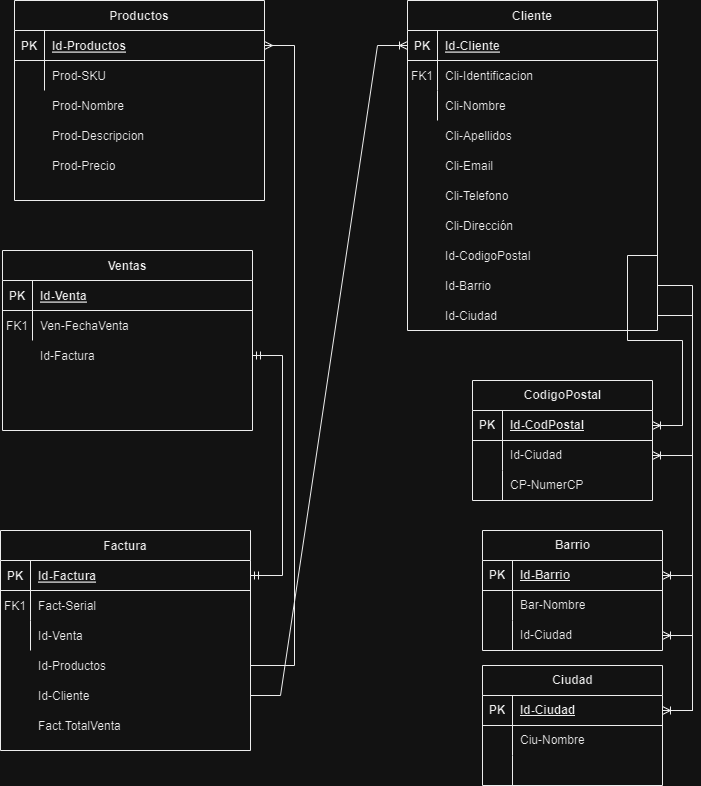 Productos
PK Id-Productos
Prod-SKU
Prod-Nombre
Prod-Descripcion
Prod-Precio
Ventas
PK Id-Venta
FK1 Ven-FechaVenta
Id-Factura
Factura
PK Id-Factura
FK1 Fact-Serial
Id-Venta
Id-Productos
Id-Cliente
Fact.TotalVenta
Cliente
PK Id-Cliente
FK1 Cli-Identificacion
Cli-Nombre
Cli-Apellidos
Cli-Email
Cli-Telefono
Cli-Dirección
Id-CodigoPostal
Id-Barrio
Id-Ciudad
CodigoPostal
PK Id-CodPostal
Id-Ciudad
CP-NumerCP
Barrio
PK Id-Barrio
Bar-Nombre
Id-Ciudad
Ciudad
PK Id-Ciudad
Ciu-Nombre